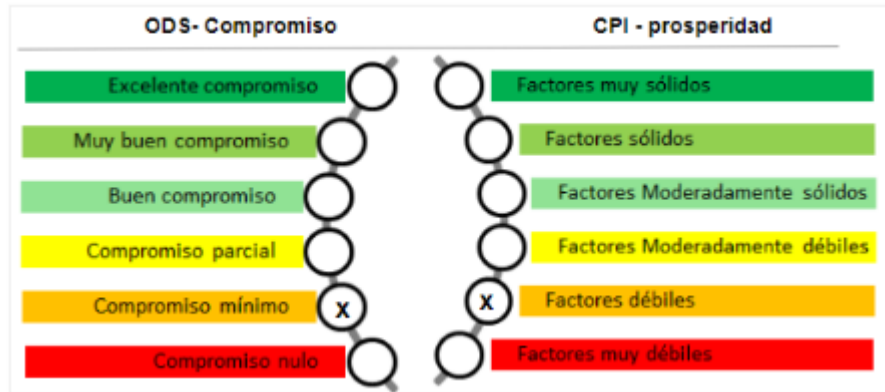 ODS- Compromiso CPI - prosperidad
Excelente compromiso Factores muy sólidos
Muy buen compromiso Factores sólidos
Buen compromiso Factores Moderadamente sólidos
Compromiso parcial Factores Moderadamente débiles
Compromiso mínimo X X Factores débiles
Compromiso nulo Factores muy débiles